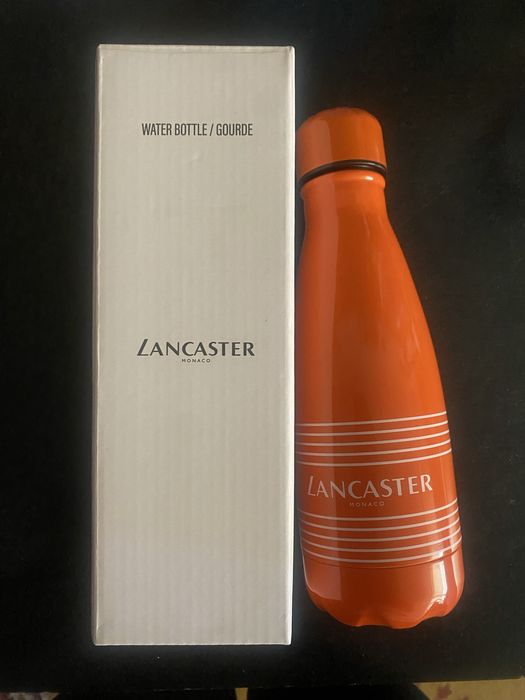 WATER BOTTLE / GOURDE
LANCASTER
MONACO
LANCASTER
MONACO